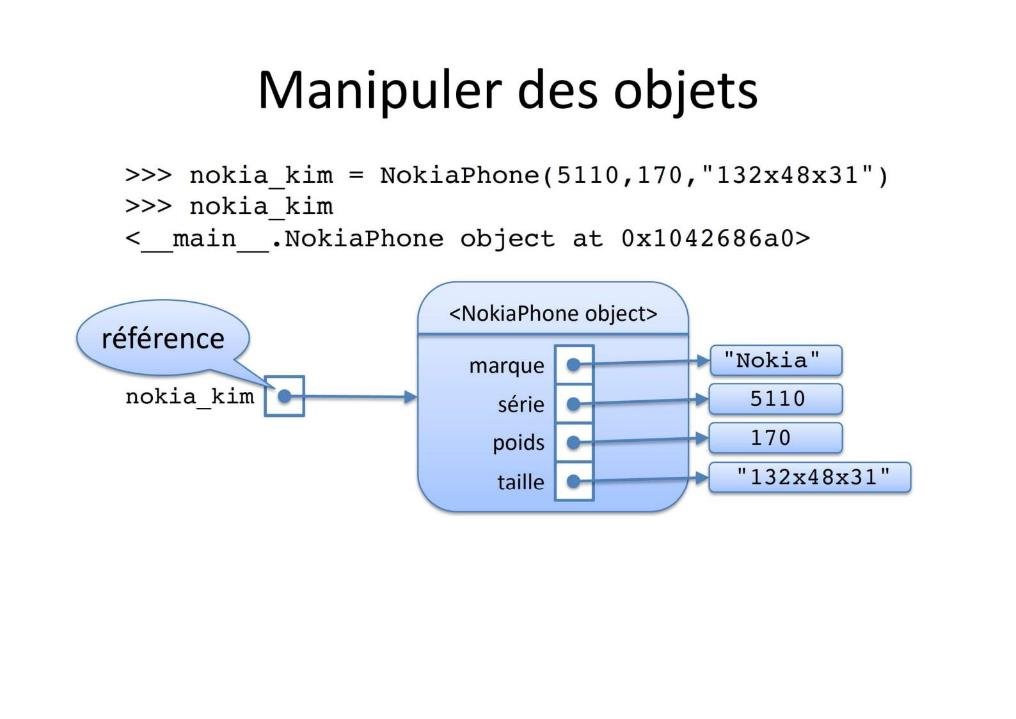 Manipuler des objets
>>> nokia_kim = NokiaPhone(5110,170,"132x48x31")
>>> nokia_kim
<__main__.NokiaPhone object at 0x1042686a0>
<NokiaPhone object>
référence
marque "Nokia"
nokia_kim
série 5110
poids 170
taille "132x48x31"